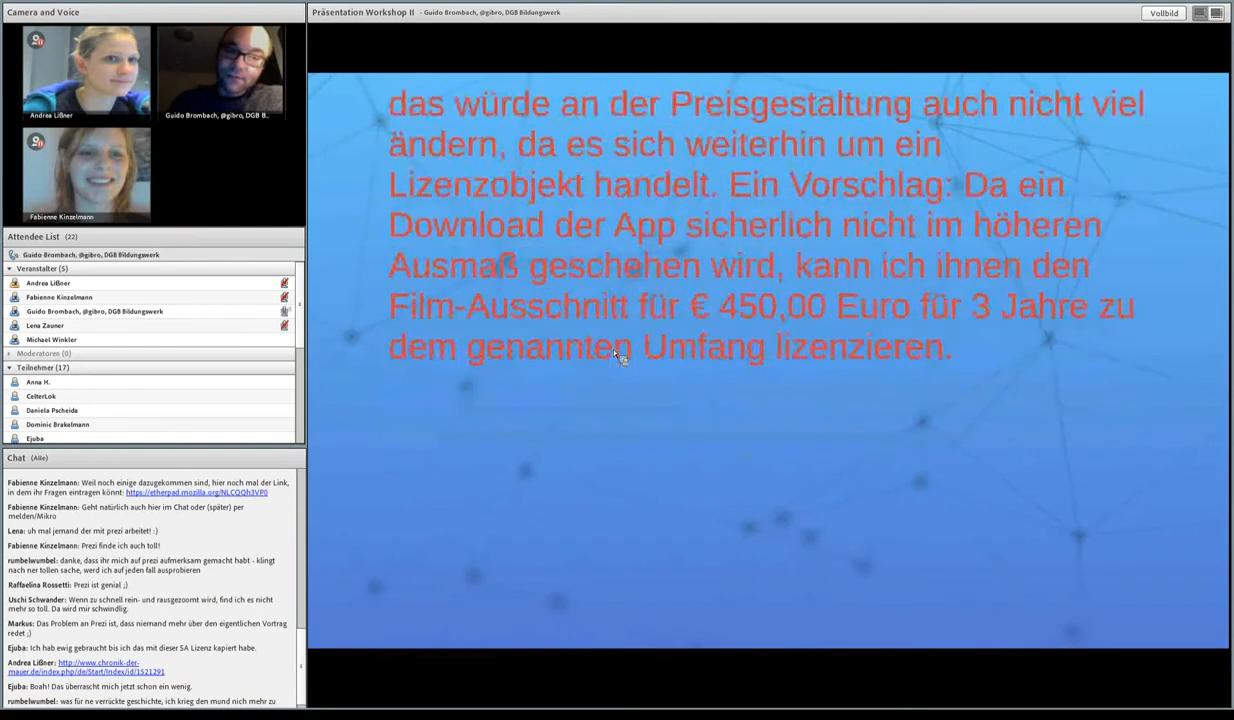 Camera and Voice
Andrea Lißner
Guido Brombach, @gibro, DGB B..
Fabienne Kinzelmann
Attendee List (22)
Guido Brombach, @gibro, DGB Bildungswerk
Veranstalter (5)
Andrea Lißner
Fabienne Kinzelmann
Guido Brombach, @gibro, DGB Bildungswerk
Lena Zauner
Michael Winkler
Moderatoren (0)
Teilnehmer (17)
Anna H.
CelterLok
Daniela Pscheida
Dominic Brakelmann
Ejuba
Chat (Alle)
Fabienne Kinzelmann: Weil noch einige dazugekommen sind, hier noch mal der Link,
in dem ihr Fragen eintragen könnt: https://etherpad.mozilla.org/NLCQQh3VP0
Fabienne Kinzelmann: Geht natürlich auch hier im Chat oder (später) per
melden/Mikro
Lena: uh mal jemand der mit prezi arbeitet! :)
Fabienne Kinzelmann: Prezi finde ich auch toll!
rumbelwumbel: danke, dass ihr mich auf prezi aufmerksam gemacht habt - klingt
nach ner tollen sache, werd ich auf jeden fall ausprobieren
Raffaelina Rossetti: Prezi ist genial ;)
Uschi Schwander: Wenn zu schnell rein- und rausgezoomt wird, find ich es nicht
mehr so toll. Da wird mir schwindlig.
Markus: Das Problem an Prezi ist, dass niemand mehr über den eigentlichen Vortrag
redet ;)
Ejuba: Ich hab ewig gebraucht bis ich das mit dieser SA Lizenz kapiert habe.
Andrea Lißner: http://www.chronik-der-
mauer.de/index.php/de/Start/Index/id/1521291
Ejuba: Boah! Das überrascht mich jetzt schon ein wenig.
rumbelwumbel: was für ne verrückte geschichte, ich krieg den mund nich mehr zu
Präsentation Workshop II - Guido Brombach, @gibro, DGB Bildungswerk
Vollbild
das würde an der Preisgestaltung auch nicht viel
ändern, da es sich weiterhin um ein
Lizenzobjekt handelt. Ein Vorschlag: Da ein
Download der App sicherlich nicht im höheren
Ausmaß geschehen wird, kann ich ihnen den
Film-Ausschnitt für € 450,00 Euro für 3 Jahre zu
dem genannten Umfang lizenzieren.